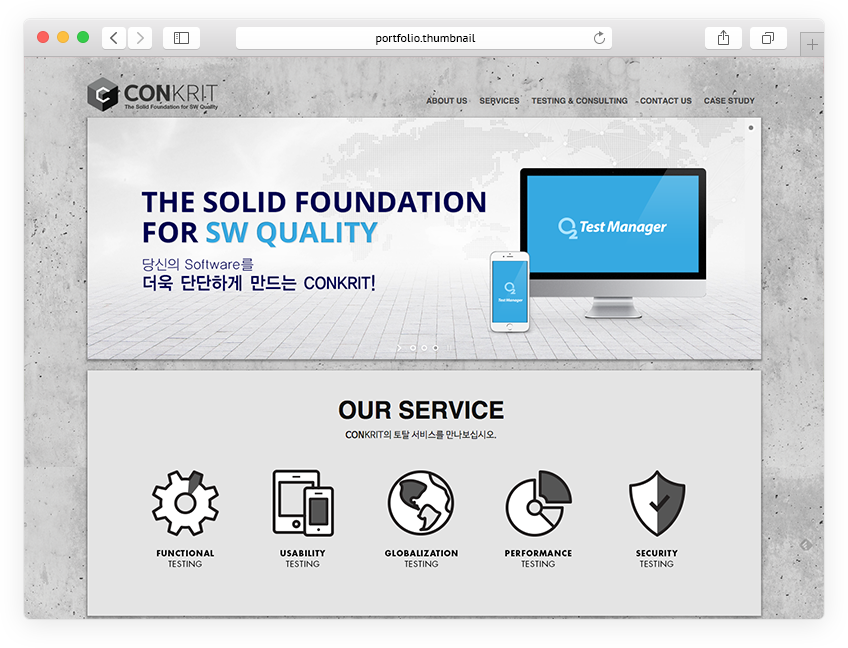 portfolio.thumbnail
CONKRIT
The Solid Foundation for SW Quality
ABOUT US SERVICES TESTING & CONSULTING CONTACT US CASE STUDY
THE SOLID FOUNDATION
FOR SW QUALITY
당신의 Software를
더욱 단단하게 만드는 CONKRIT!
O2 Test Manager
O2
Test Manager
OUR SERVICE
CONKRIT의 토탈 서비스를 만나보십시오.
FUNCTIONAL
TESTING
USABILITY
TESTING
GLOBALIZATION
TESTING
PERFORMANCE
TESTING
SECURITY
TESTING